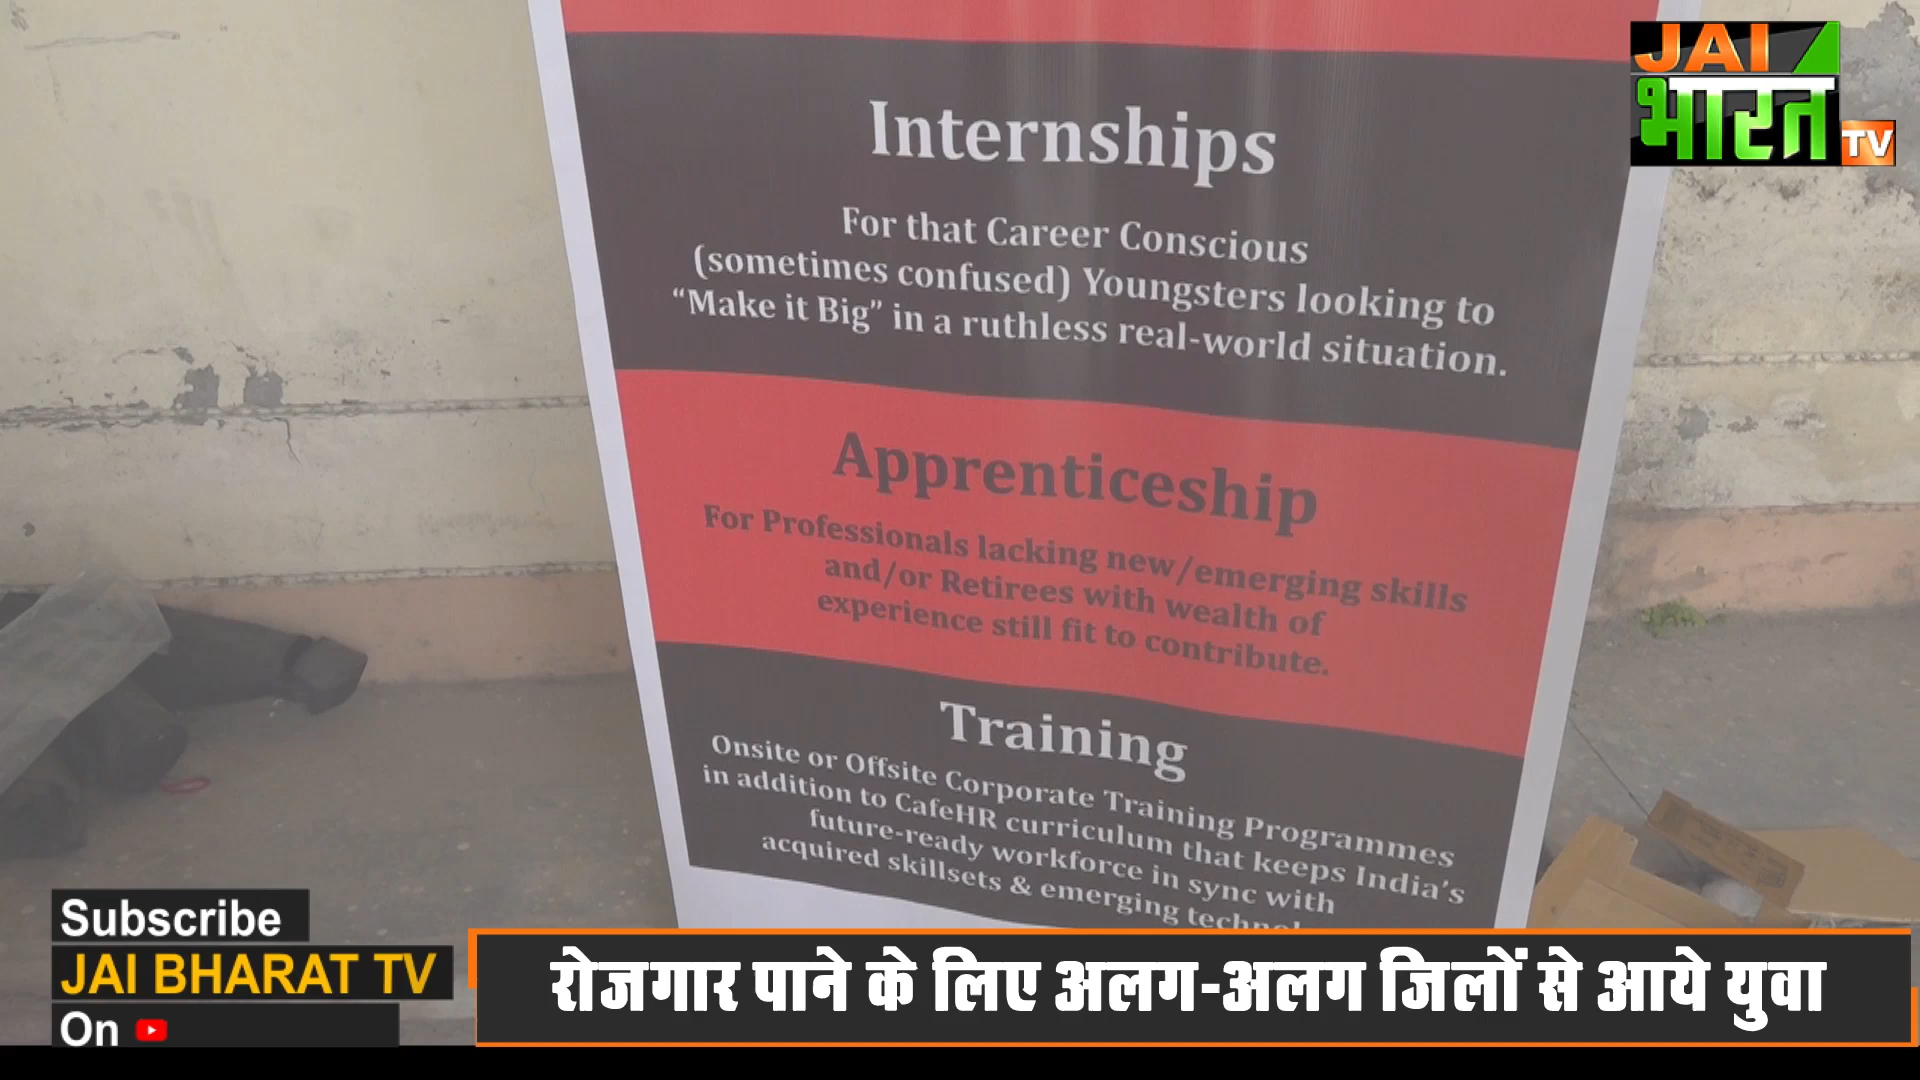 JAI
भारत
TV
Internships
For that Career Conscious
(sometimes confused) Youngsters looking to
“Make it Big” in a ruthless real-world situation.
Apprenticeship
For Professionals lacking new/emerging skills
and/or Retirees with wealth of
experience still fit to contribute.
Training
Onsite or Offsite Corporate Training Programmes
in addition to CafeHR curriculum that keeps India's
future-ready workforce in sync with
acquired skillsets & emerging
Subscribe
JAI BHARAT TV
On
रोजगार पाने के लिए अलग-अलग जिलों से आये युवा